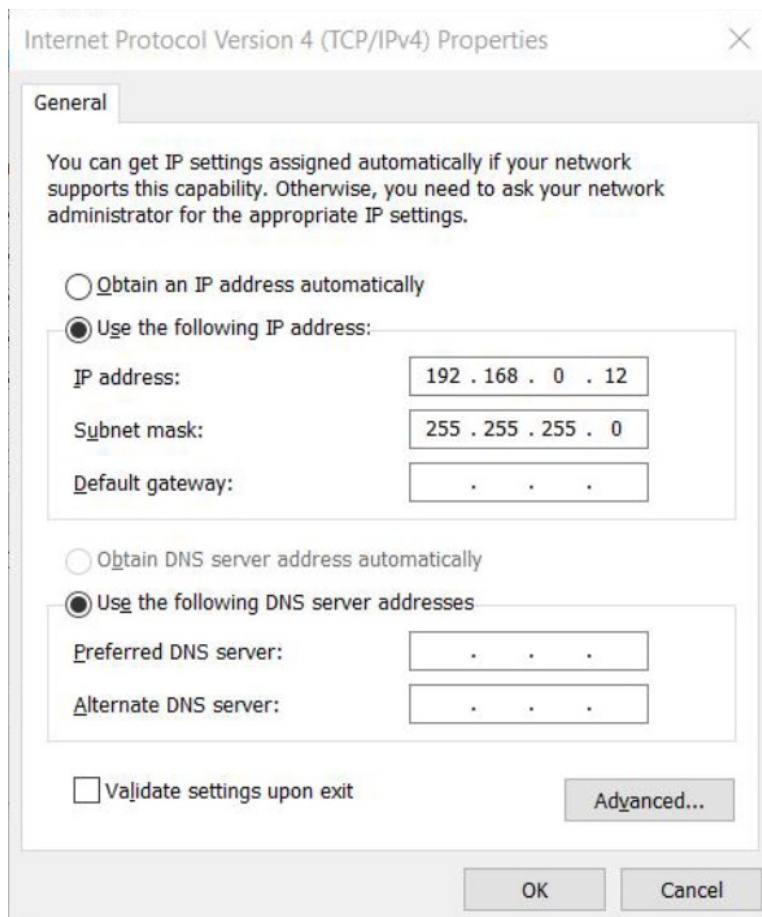 Internet Protocol Version 4 (TCP/IPv4) Properties
General
You can get IP settings assigned automatically if your network
supports this capability. Otherwise, you need to ask your network
administrator for the appropriate IP settings.
Obtain an IP address automatically
Use the following IP address:
IP address: 192 . 168 . 0 . 12
Subnet mask: 255 . 255 . 255 . 0
Default gateway: . . .
Obtain DNS server address automatically
Use the following DNS server addresses
Preferred DNS server: . . .
Alternate DNS server: . . .
Validate settings upon exit
Advanced...
OK Cancel